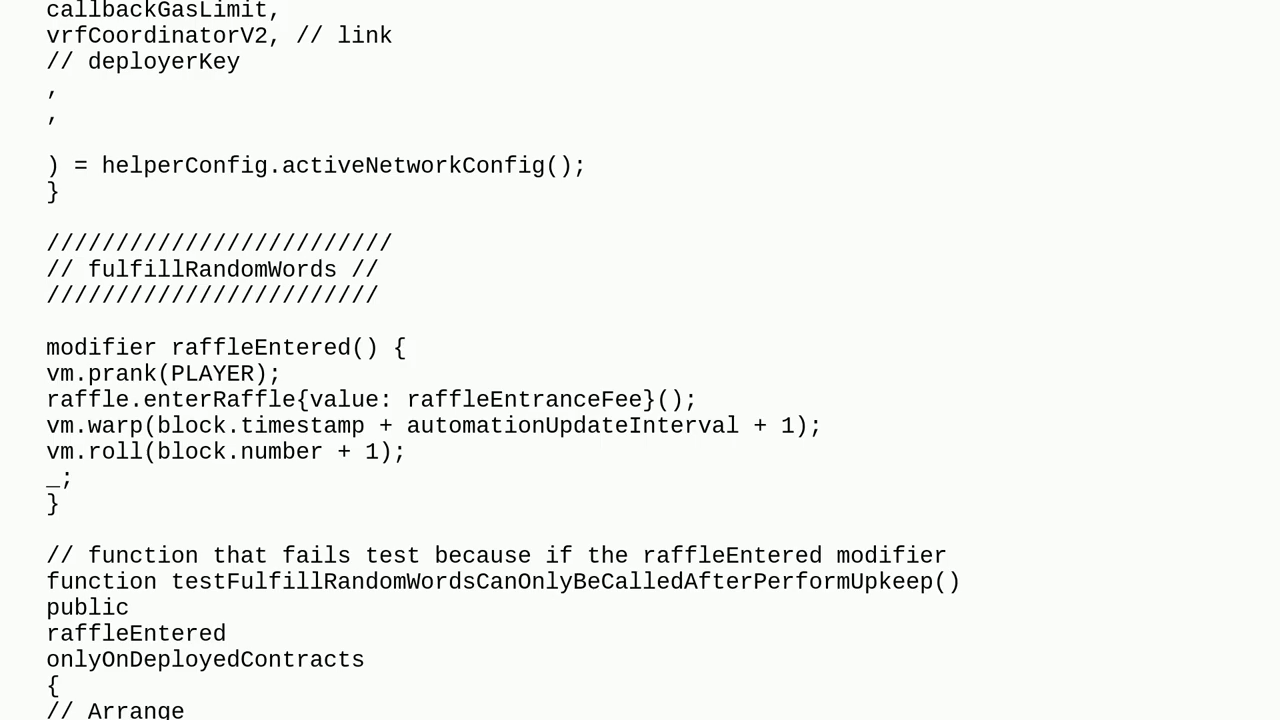 callbackGasLimit,
vrfCoordinatorV2, // link
// deployerKey
,
,
) = helperConfig.activeNetworkConfig();
}
/////////////////////////
// fulfillRandomWords //
////////////////////////
modifier raffleEntered() {
vm.prank(PLAYER);
raffle.enterRaffle{value: raffleEntranceFee}();
vm.warp(block.timestamp + automationUpdateInterval + 1);
vm.roll(block.number + 1);
_;
}
// function that fails test because if the raffleEntered modifier
function testFulfillRandomWordsCanOnlyBeCalledAfterPerformUpkeep()
public
raffleEntered
onlyOnDeployedContracts
{
// Arrange